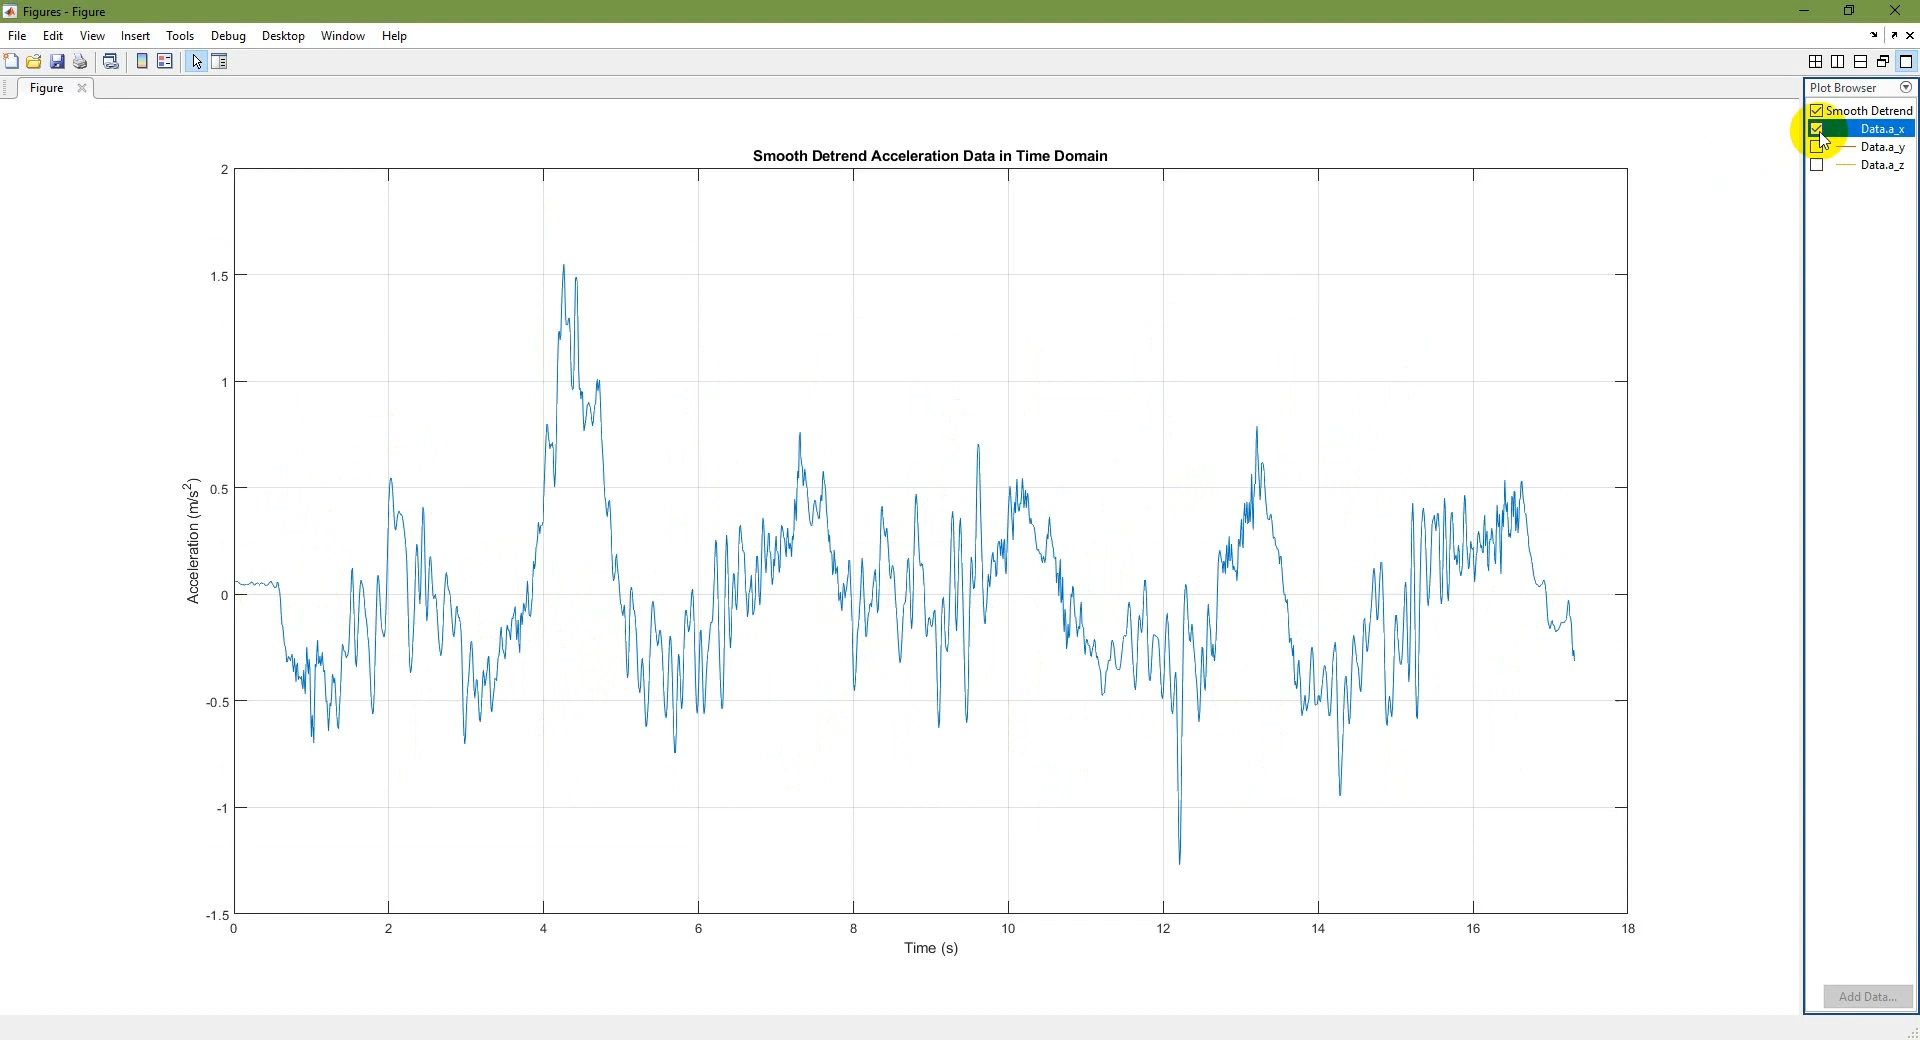 Figures - Figure
File Edit View Insert Tools Debug Desktop Window Help
Figure
Plot Browser
Smooth Detrend
Data.a_x
Data.a_y
Data.a_z
Smooth Detrend Acceleration Data in Time Domain
2
1.5
1
0.5
0
-0.5
-1
-1.5
Acceleration (m/s²)
0 2 4 6 8 10 12 14 16 18
Time (s)
Add Data...